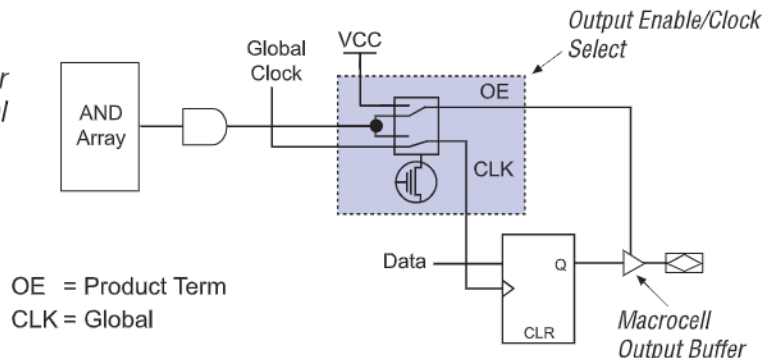 r
l
Global
Clock
VCC
Output Enable/Clock
Select
AND
Array
OE
CLK
Data
Q
CLR
OE = Product Term
CLK = Global
Macrocell
Output Buffer